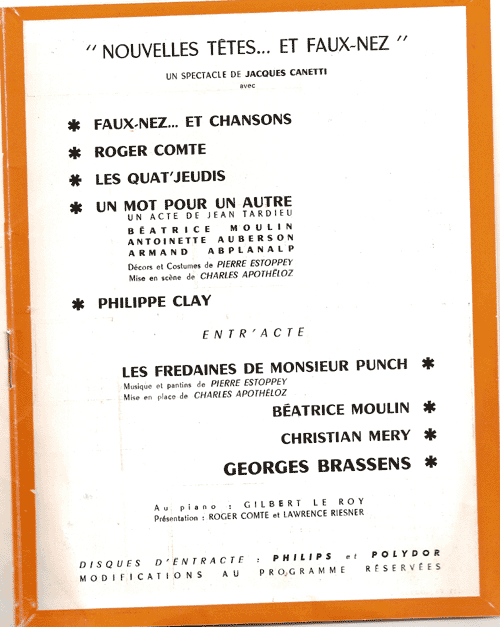 " NOUVELLES TÊTES... ET FAUX-NEZ "
UN SPECTACLE DE JACQUES CANETTI
avec
* FAUX-NEZ... ET CHANSONS
* ROGER COMTE
* LES QUAT'JEUDIS
* UN MOT POUR UN AUTRE
UN ACTE DE JEAN TARDIEU
BÉATRICE MOULIN
ANTOINETTE AUBERSON
ARMAND ABPLANALP
Décors et Costumes de PIERRE ESTOPPEY
Mise en scène de CHARLES APOTHÉLOZ
* PHILIPPE CLAY
ENTR'ACTE
LES FREDAINES DE MONSIEUR PUNCH *
Musique et pantins de PIERRE ESTOPPEY
Mise en place de CHARLES APOTHÉLOZ
BÉATRICE MOULIN *
CHRISTIAN MERY *
GEORGES BRASSENS *
Au piano : GILBERT LE ROY
Présentation : ROGER COMTE et LAWRENCE RIESNER
DISQUES D'ENTRACTE : PHILIPS et POLYDOR
MODIFICATIONS AU PROGRAMME RÉSERVÉES